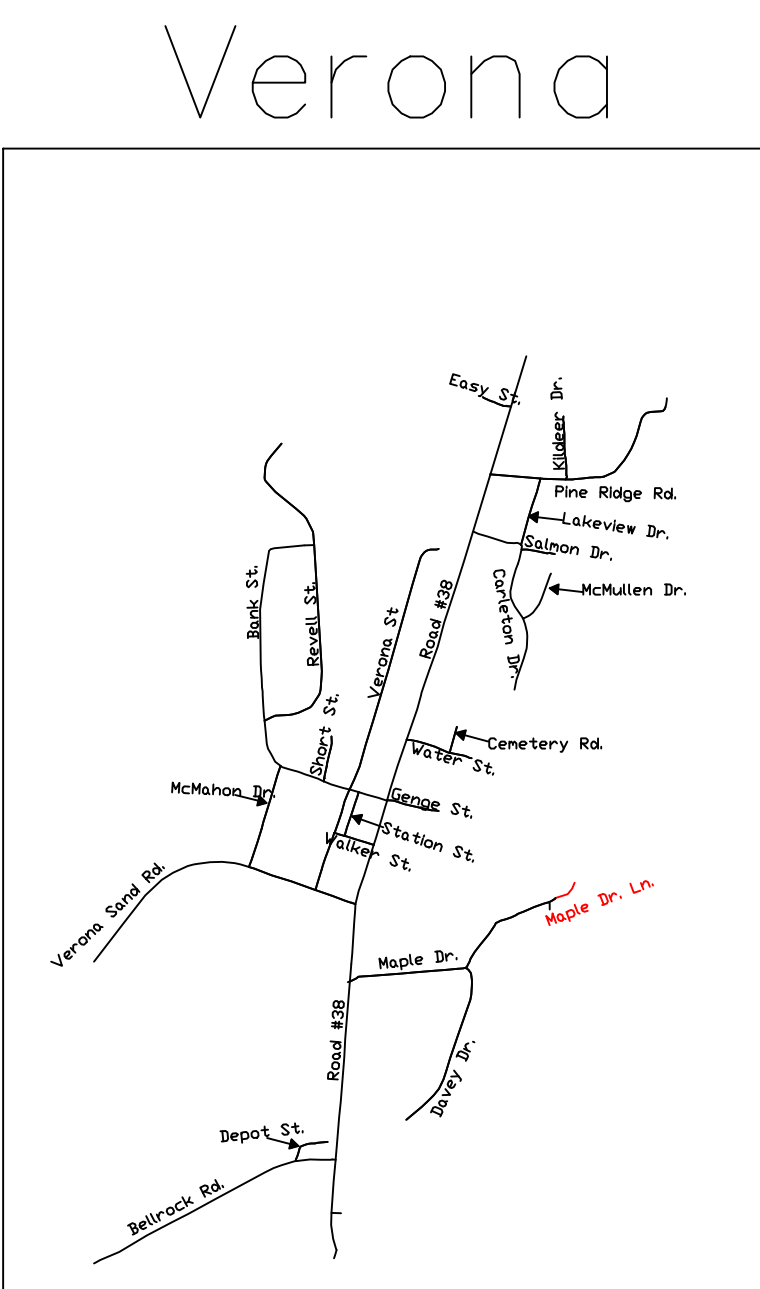 Verona
Easy St.
Kildeer Dr.
Pine Ridge Rd.
Lakeview Dr.
Salmon Dr.
McMullen Dr.
Carleton Dr.
Bank St.
Revell St.
Verona St
Road #38
Short St.
Cemetery Rd.
Water St.
McMahon Dr.
Genge St.
Station St.
Walker St.
Verona Sand Rd.
Maple Dr. Ln.
Maple Dr.
Road #38
Davey Dr.
Depot St.
Bellrock Rd.